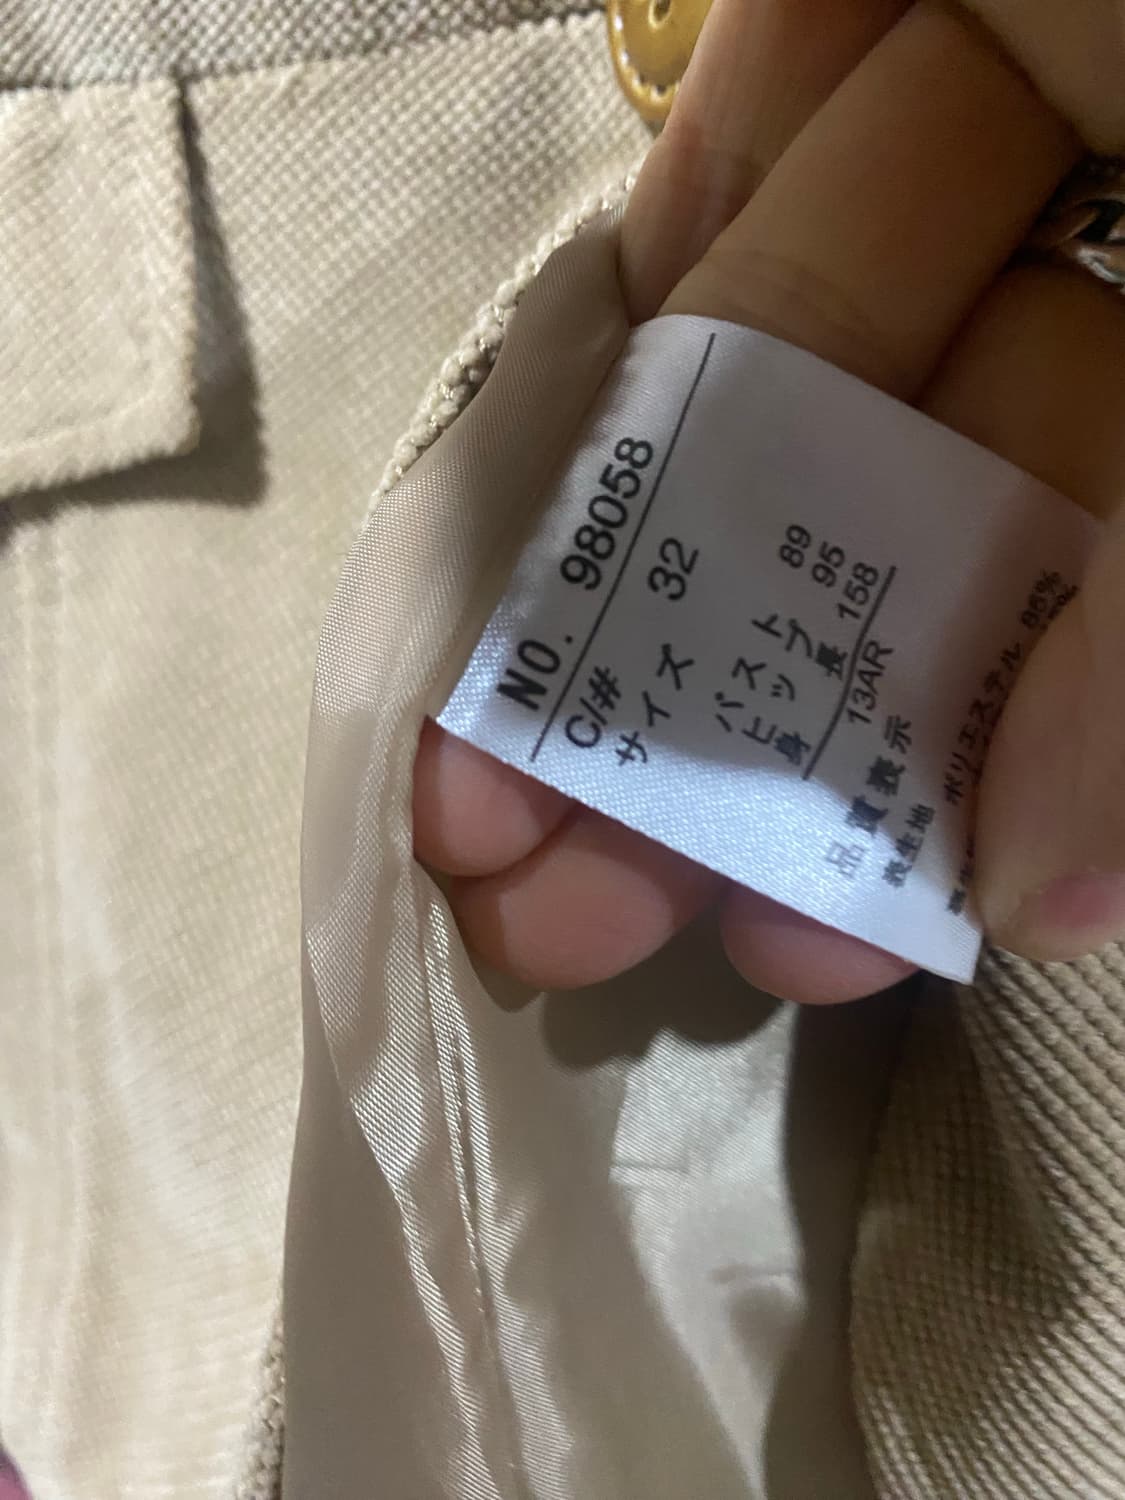 NO. 98058
C/# 32
サイズ
バスト 89
ヒップ 95
身長 158
13AR
品質表示
表生地 ポリエステル 86%